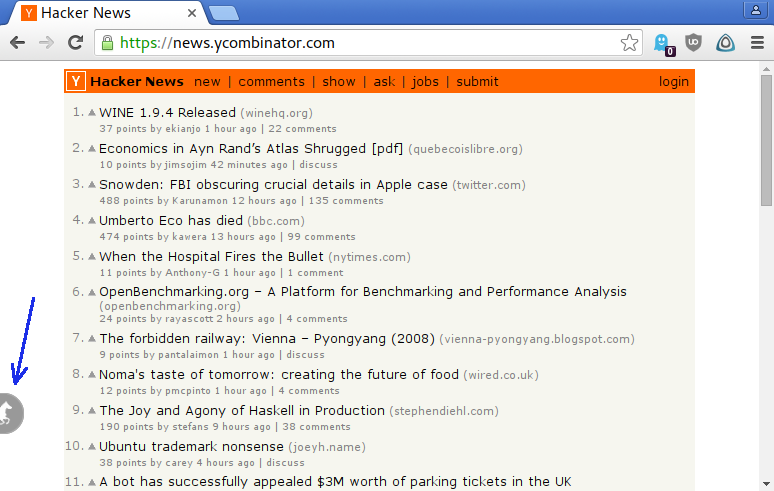 Hacker News
https://news.ycombinator.com
0
Y Hacker News new | comments | show | ask | jobs | submit login
1. WINE 1.9.4 Released (winehq.org)
37 points by ekianjo 1 hour ago | 22 comments
2. Economics in Ayn Rand's Atlas Shrugged [pdf] (quebecoislibre.org)
10 points by jimsojim 42 minutes ago | discuss
3. Snowden: FBI obscuring crucial details in Apple case (twitter.com)
488 points by Karunamon 12 hours ago | 135 comments
4. Umberto Eco has died (bbc.com)
474 points by kawera 13 hours ago | 99 comments
5. When the Hospital Fires the Bullet (nytimes.com)
11 points by Anthony-G 1 hour ago | 1 comment
6. OpenBenchmarking.org – A Platform for Benchmarking and Performance Analysis
(openbenchmarking.org)
24 points by rayascott 2 hours ago | 4 comments
7. The forbidden railway: Vienna – Pyongyang (2008) (vienna-pyongyang.blogspot.com)
9 points by pantalaimon 1 hour ago | discuss
8. Noma's taste of tomorrow: creating the future of food (wired.co.uk)
12 points by pmcpinto 1 hour ago | 4 comments
9. The Joy and Agony of Haskell in Production (stephendiehl.com)
190 points by stefans 9 hours ago | 38 comments
10. Ubuntu trademark nonsense (joeyh.name)
38 points by carey 4 hours ago | discuss
11. A bot has successfully appealed $3M worth of parking tickets in the UK